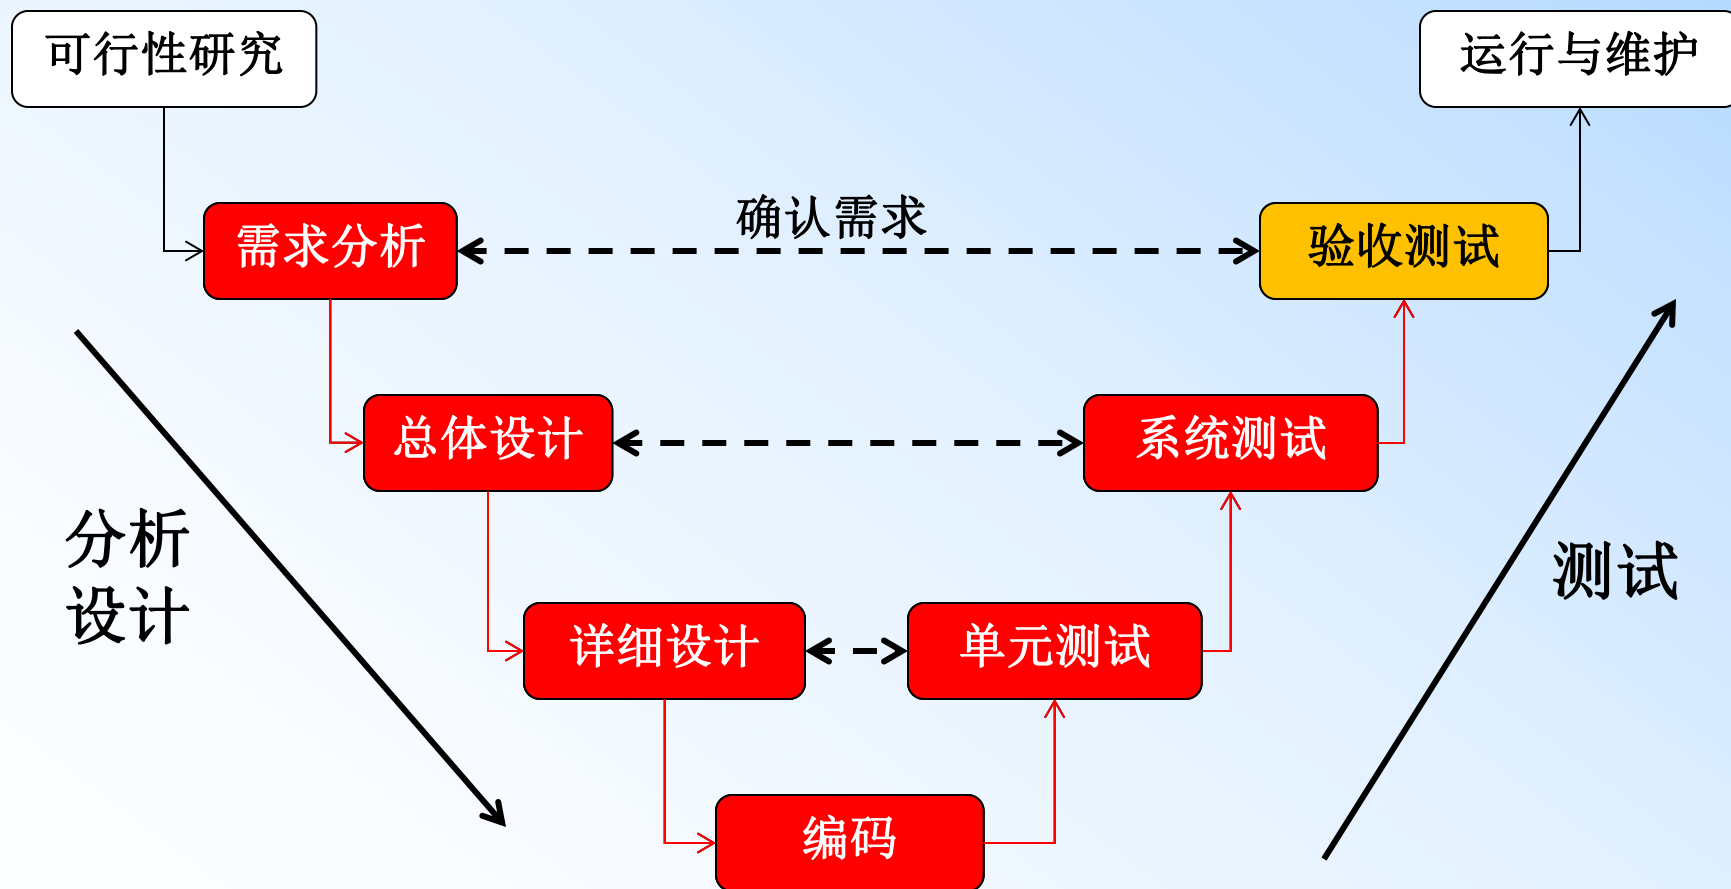 可行性研究
运行与维护
确认需求
需求分析
验收测试
总体设计
系统测试
分析
设计
测试
详细设计
单元测试
编码